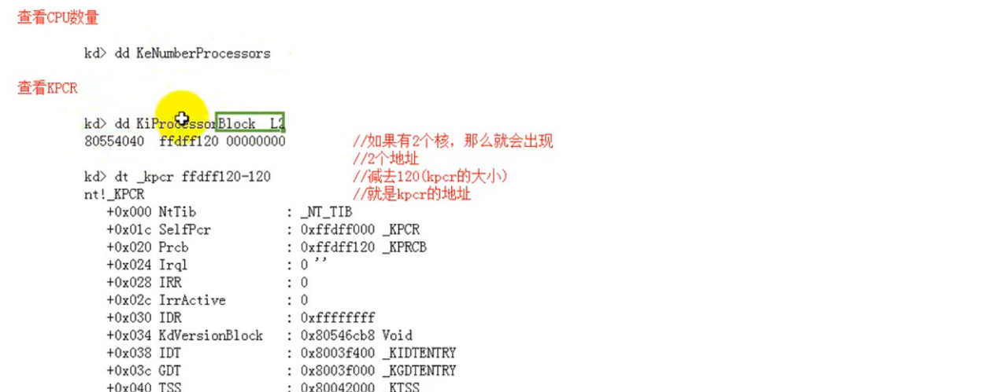 查看CPU数量
kd> dd KeNumberProcessors
查看KPCR
kd> dd KiProcessorBlock L2
80554040 ffdff120 00000000 //如果有2个核，那么就会出现
//2个地址
kd> dt _kpcr ffdff120-120 //减去120(kpcr的大小)
nt!_KPCR //就是kpcr的地址
+0x000 NtTib : _NT_TIB
+0x01c SelfPcr : 0xffdff000 _KPCR
+0x020 Prcb : 0xffdff120 _KPRCB
+0x024 Irql : 0 ''
+0x028 IRR : 0
+0x02c IrrActive : 0
+0x030 IDR : 0xffffffff
+0x034 KdVersionBlock : 0x80546cb8 Void
+0x038 IDT : 0x8003f400 _KIDTENTRY
+0x03c GDT : 0x8003f000 _KGDTENTRY
+0x040 TSS : 0x80042000 _KTSS